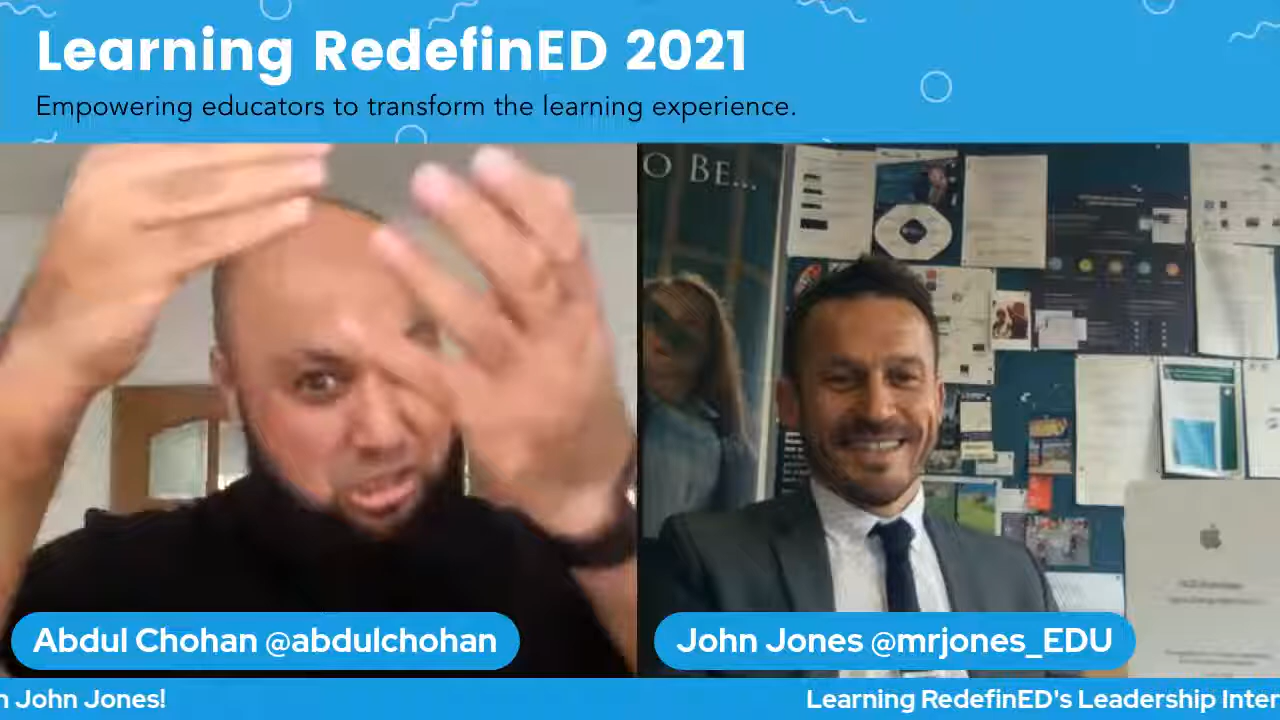 Learning RedefinED 2021
Empowering educators to transform the learning experience.
O BE...
Abdul Chohan @abdulchohan
John Jones @mrjones_EDU
n John Jones!
Learning RedefinED's Leadership Inter